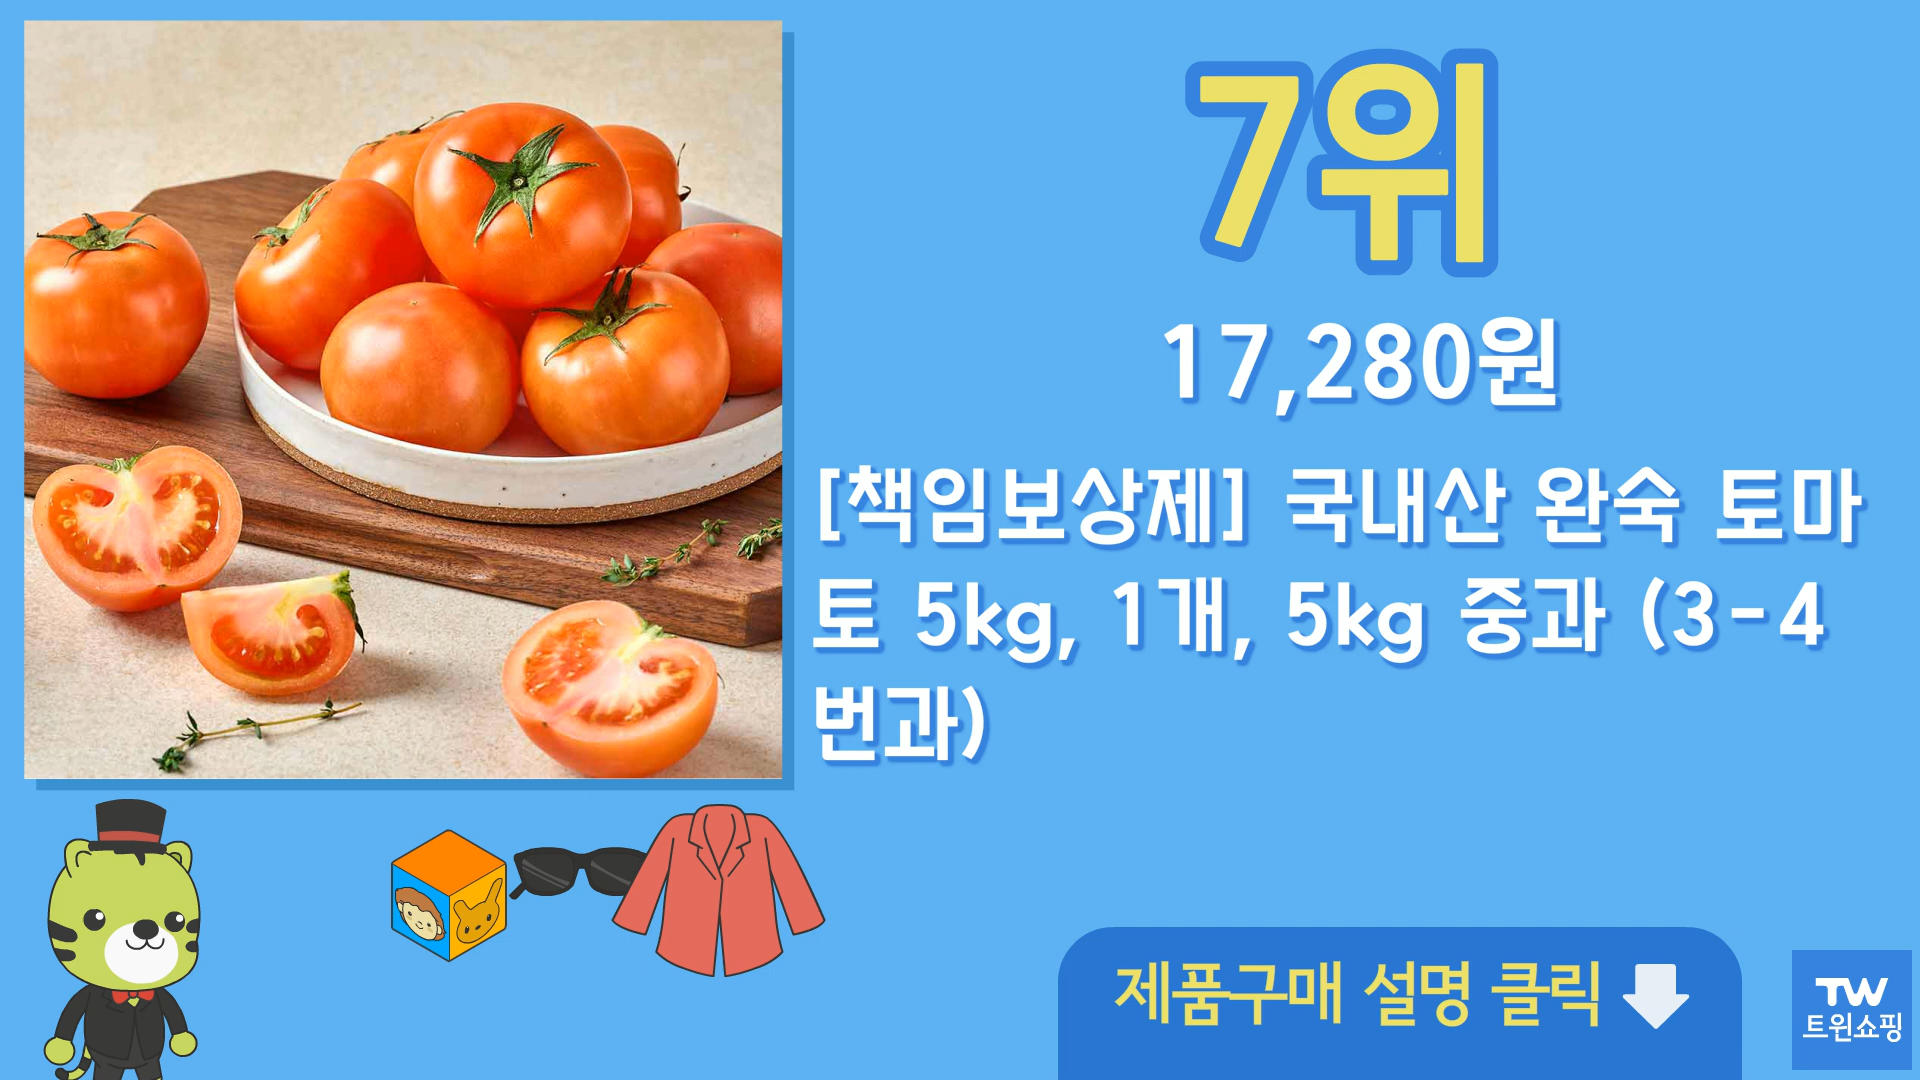 7위
17,280원
[책임보상제] 국내산 완숙 토마
토 5kg, 1개, 5kg 중과 (3-4
번과)
제품구매 설명 클릭
TW
트윈쇼핑